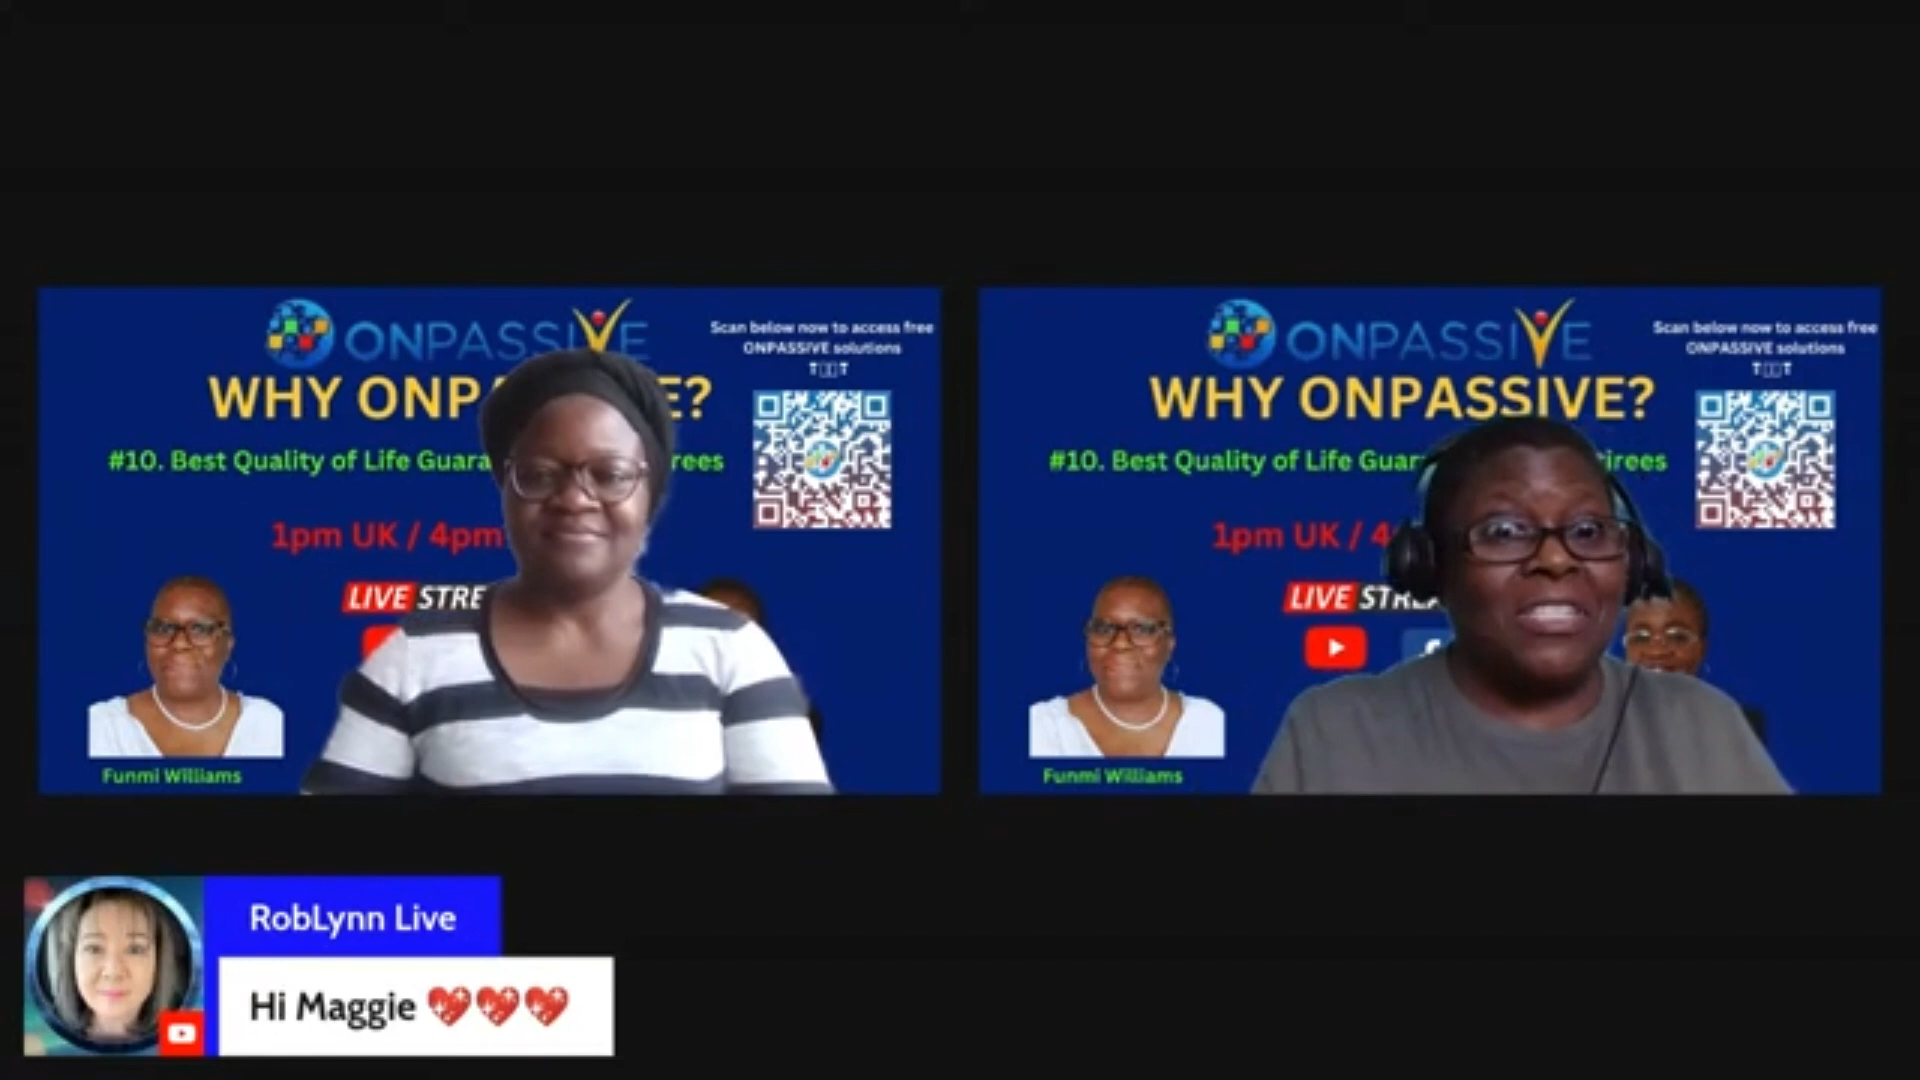 ONPASSIVE
WHY ONP E?
#10. Best Quality of Life Guara rees
1pm UK / 4pm
LIVE STRE
Scan below now to access free
ONPASSIVE solutions
Funmi Williams
ONPASSIVE
WHY ONPASSIVE?
#10. Best Quality of Life Guar irees
1pm UK / 4
LIVE STREA
Scan below now to access free
ONPASSIVE solutions
Funmi Williams
RobLynn Live
Hi Maggie 💖💖💖